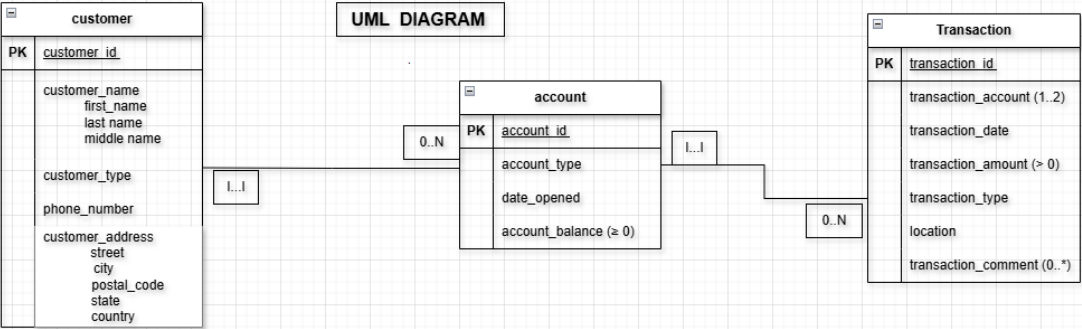 customer
PK customer_id
customer_name
first_name
last name
middle name
customer_type
phone_number
customer_address
street
city
postal_code
state
country
UML DIAGRAM
0..N
I...I
account
PK account_id
account_type
date_opened
account_balance (≥ 0)
I...I
0..N
Transaction
PK transaction_id
transaction_account (1..2)
transaction_date
transaction_amount (> 0)
transaction_type
location
transaction_comment (0..*)